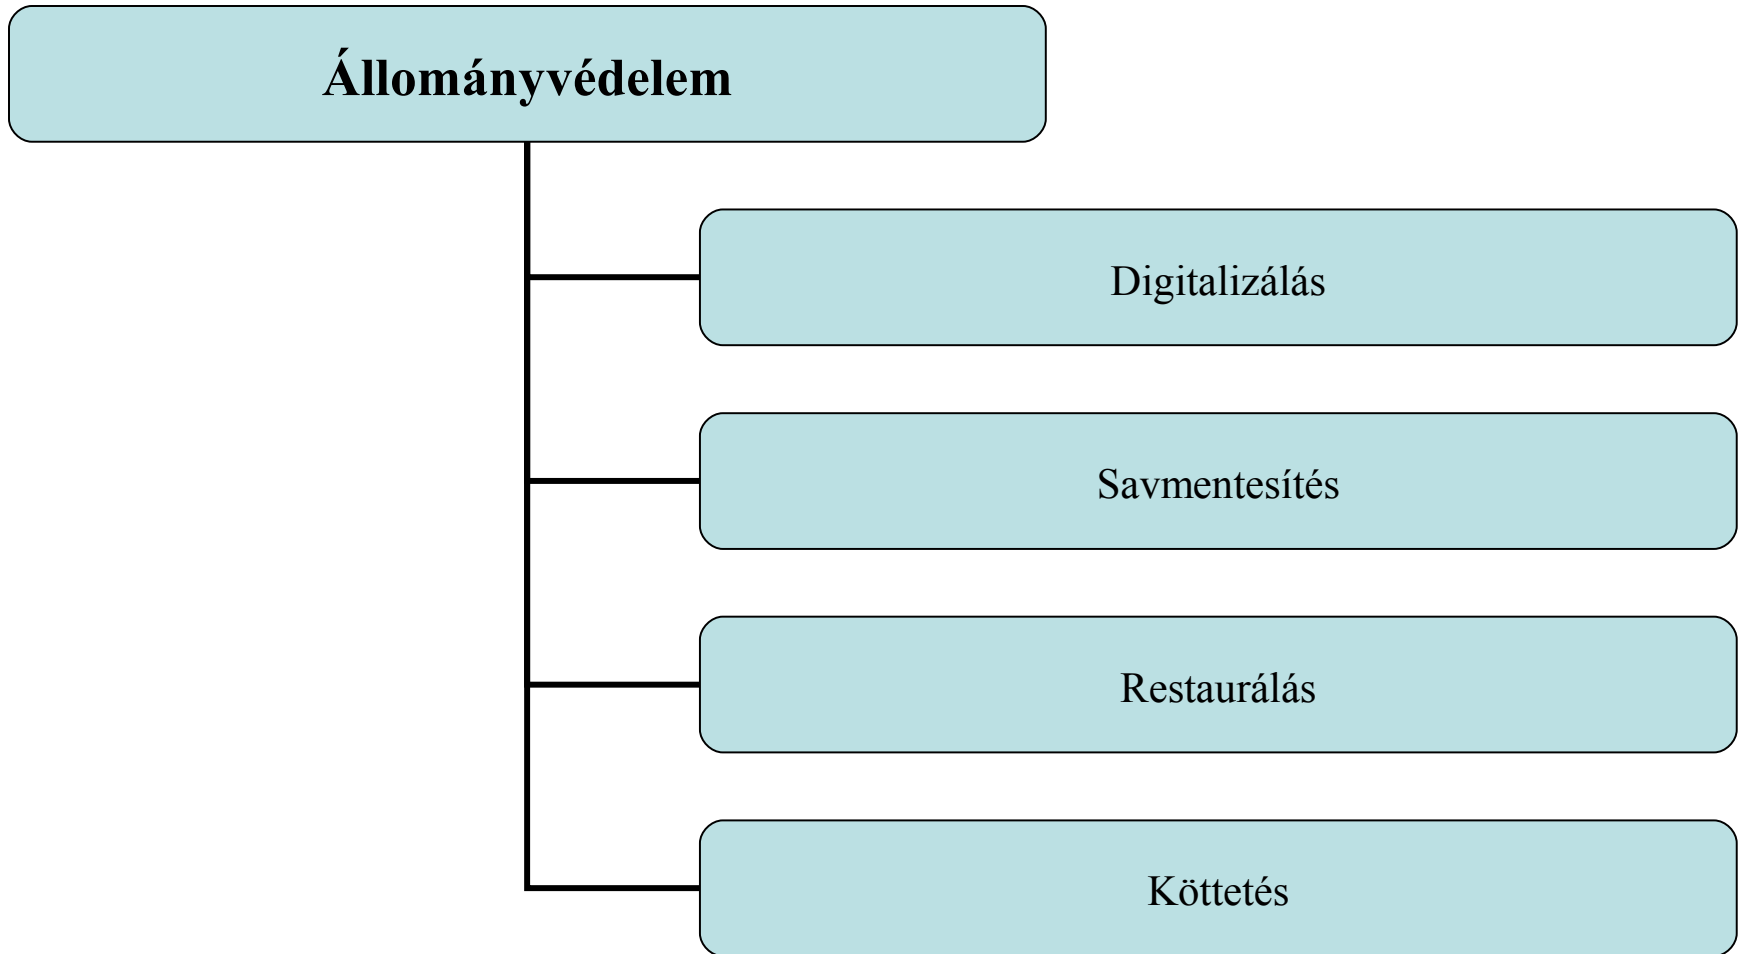 Állományvédelem
Digitalizálás
Savmentesítés
Restaurálás
Köttetés